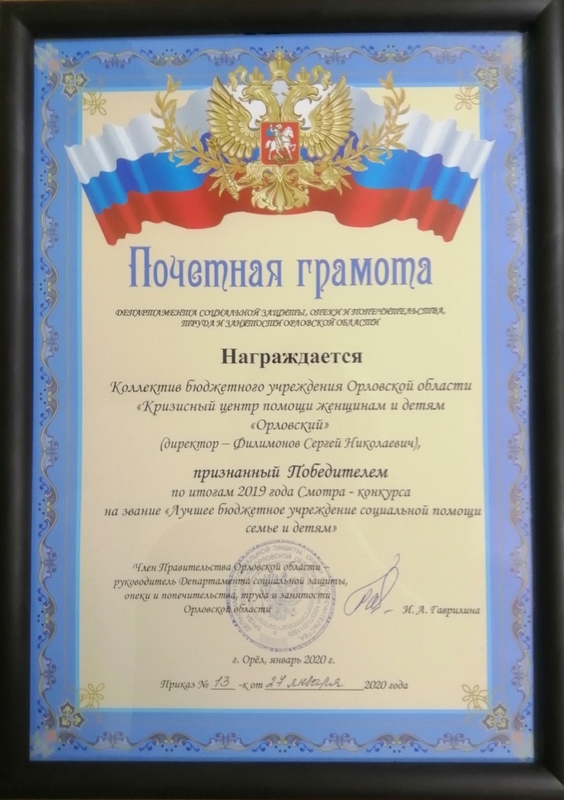 Почетная грамота
ДЕПАРТАМЕНТА СОЦИАЛЬНОЙ ЗАЩИТЫ, ОПЕКИ И ПОПЕЧИТЕЛЬСТВА,
ТРУДА И ЗАНЯТОСТИ ОРЛОВСКОЙ ОБЛАСТИ
Награждается
Коллектив бюджетного учреждения Орловской области
«Кризисный центр помощи женщинам и детям
«Орловский»
(директор – Филимонов Сергей Николаевич),
признанный Победителем
по итогам 2019 года Смотра - конкурса
на звание «Лучшее бюджетное учреждение социальной помощи
семье и детям»
Член Правительства Орловской области -
руководитель Департамента социальной защиты,
опеки и попечительства, труда и занятости
Орловской области
Н. А. Гаврилина
г. Орёл, январь 2020 г.
Приказ № 13 -к от 27 января 2020 года